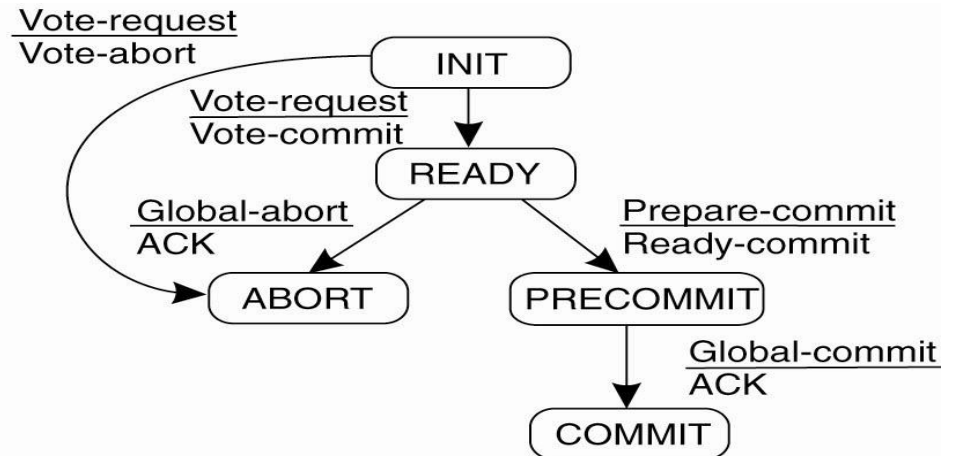 Vote-request
Vote-abort
INIT
Vote-request
Vote-commit
READY
Global-abort
ACK
Prepare-commit
Ready-commit
ABORT
PRECOMMIT
Global-commit
ACK
COMMIT